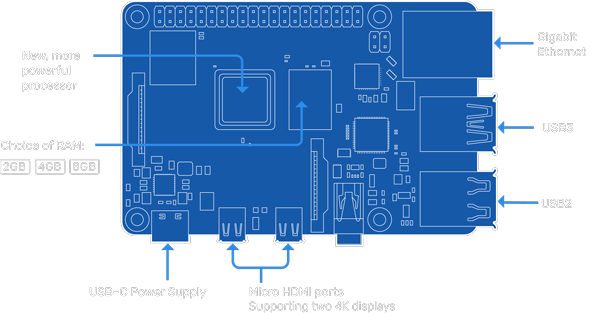 New, more
powerful
processor
Choice of RAM:
2GB 4GB 8GB
Gigabit
Ethernet
USB3
USB2
USB-C Power Supply
Micro HDMI ports
Supporting two 4K displays